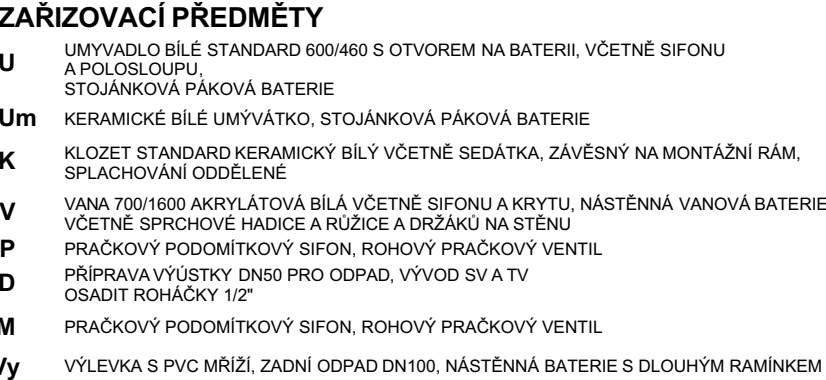 ZAŘIZOVACÍ PŘEDMĚTY
U UMYVADLO BÍLÉ STANDARD 600/460 S OTVOREM NA BATERII, VČETNĚ SIFONU
A POLOSLOUPU,
STOJÁNKOVÁ PÁKOVÁ BATERIE
Um KERAMICKÉ BÍLÉ UMÝVÁTKO, STOJÁNKOVÁ PÁKOVÁ BATERIE
K KLOZET STANDARD KERAMICKÝ BÍLÝ VČETNĚ SEDÁTKA, ZÁVĚSNÝ NA MONTÁŽNÍ RÁM,
SPLACHOVÁNÍ ODDĚLENÉ
V VANA 700/1600 AKRYLÁTOVÁ BÍLÁ VČETNĚ SIFONU A KRYTU, NÁSTĚNNÁ VANOVÁ BATERIE
VČETNĚ SPRCHOVÉ HADICE A RŮŽICE A DRŽÁKŮ NA STĚNU
P PRAČKOVÝ PODOMÍTKOVÝ SIFON, ROHOVÝ PRAČKOVÝ VENTIL
D PŘÍPRAVA VÝÚSTKY DN50 PRO ODPAD, VÝVOD SV A TV
OSADIT ROHÁČKY 1/2"
M PRAČKOVÝ PODOMÍTKOVÝ SIFON, ROHOVÝ PRAČKOVÝ VENTIL
Vy VÝLEVKA S PVC MŘÍŽÍ, ZADNÍ ODPAD DN100, NÁSTĚNNÁ BATERIE S DLOUHÝM RAMÍNKEM